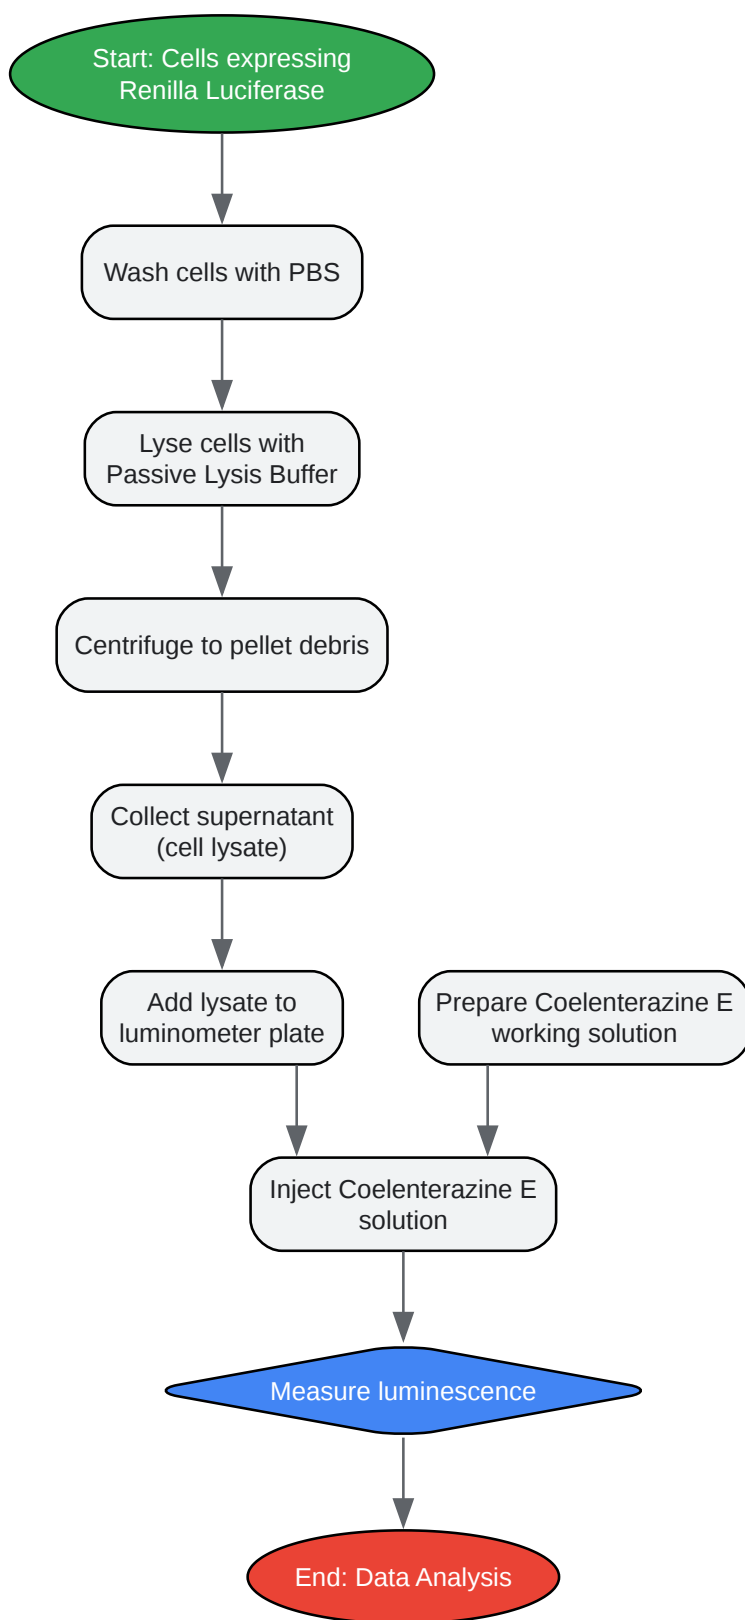 Start: Cells expressing
Renilla Luciferase
Wash cells with PBS
Lyse cells with
Passive Lysis Buffer
Centrifuge to pellet debris
Collect supernatant
(cell lysate)
Add lysate to
luminometer plate
Prepare Coelenterazine E
working solution
Inject Coelenterazine E
solution
Measure luminescence
End: Data Analysis